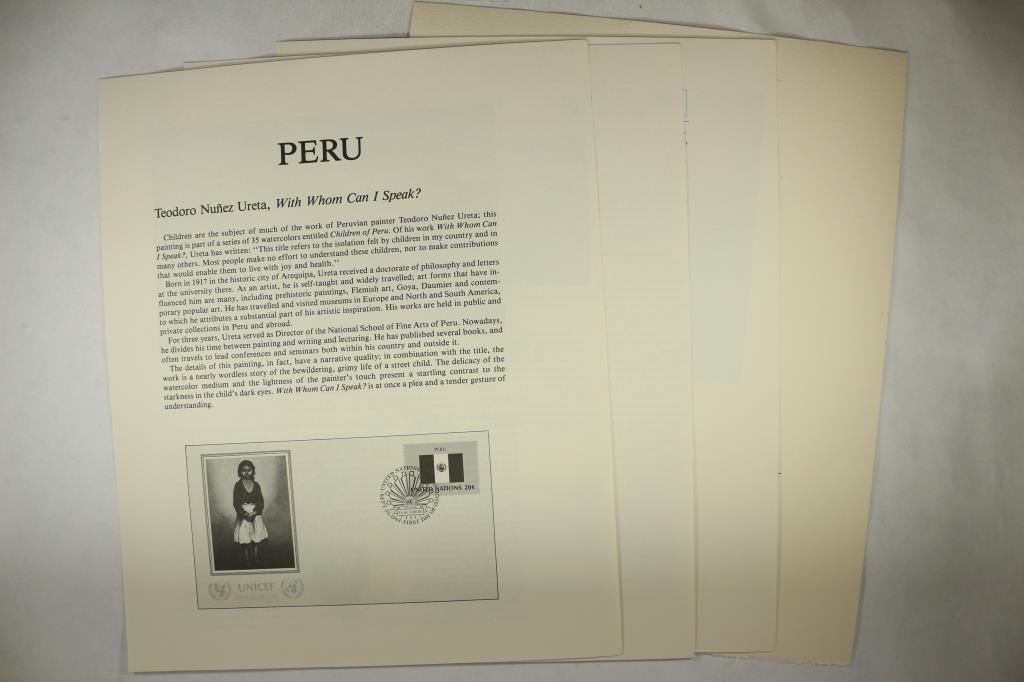 PERU
Teodoro Nuñez Ureta, With Whom Can I Speak?
Children are the subject of much of the work of Peruvian painter Teodoro Nuñez Ureta; this
painting is part of a series of 35 watercolors entitled Children of Peru. Of his work With Whom Can
I Speak?, Ureta has written: "This title refers to the isolation felt by children in my country and in
many others. Most people make no effort to understand these children, nor to make contributions
that would enable them to live with joy and health."
Born in 1917 in the historic city of Arequipa, Ureta received a doctorate of philosophy and letters
at the university there. As an artist, he is self-taught and widely travelled; art forms that have in-
fluenced him are many, including prehistoric paintings, Flemish art, Goya, Daumier and contem-
porary popular art. He has travelled and visited museums in Europe and North and South America,
to which he attributes a substantial part of his artistic inspiration. His works are held in public and
private collections in Peru and abroad.
For three years, Ureta served as Director of the National School of Fine Arts of Peru. Nowadays,
he divides his time between painting and writing and lecturing. He has published several books, and
often travels to lead conferences and seminars both within his country and outside it.
The details of this painting, in fact, have a narrative quality; in combination with the title, the
work is a nearly wordless story of the bewildering, grimy life of a street child. The delicacy of the
watercolor medium and the lightness of the painter's touch present a startling contrast to the
starkness in the child's dark eyes. With Whom Can I Speak? is at once a plea and a tender gesture of
understanding.
PERU
UNITED NATIONS 20c
UNITED NATIONS
FIRST DAY OF
UNICEF